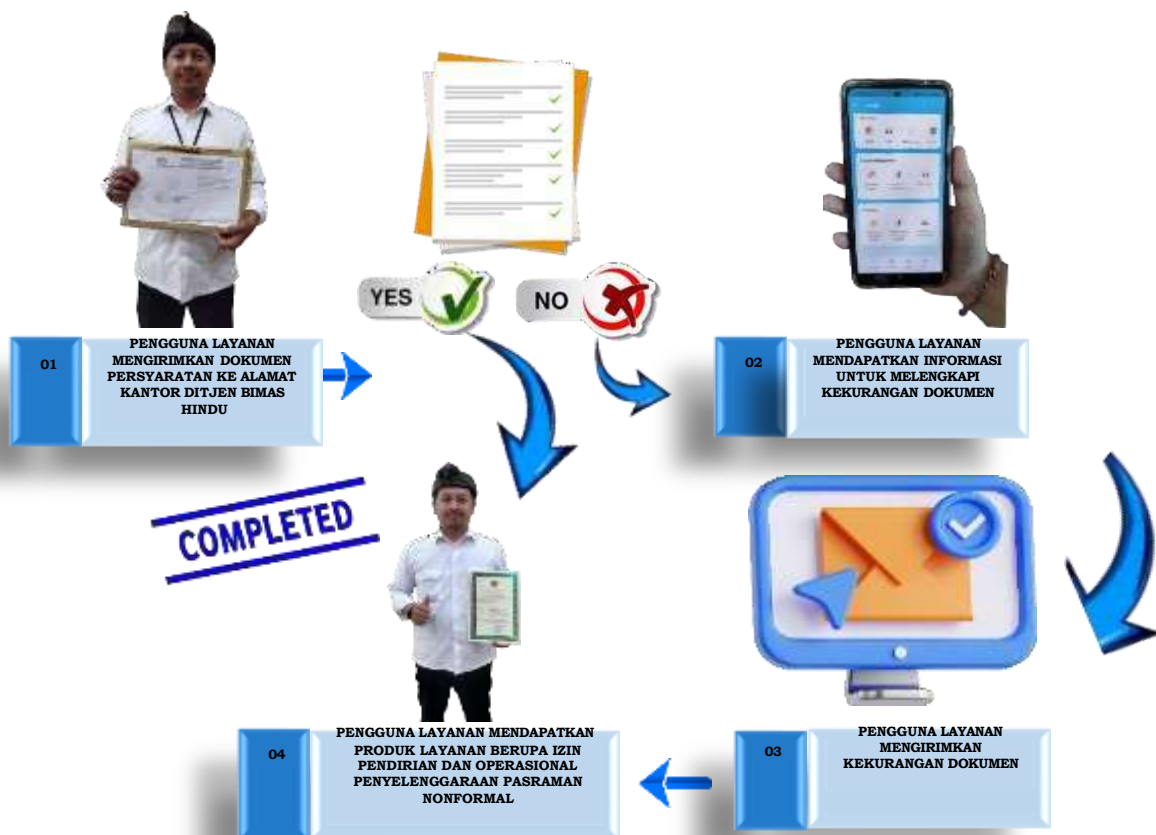 YES
NO
01
PENGGUNA LAYANAN
MENGIRIMKAN DOKUMEN
PERSYARATAN KE ALAMAT
KANTOR DITJEN BIMAS
HINDU
02
PENGGUNA LAYANAN
MENDAPATKAN INFORMASI
UNTUK MELENGKAPI
KEKURANGAN DOKUMEN
COMPLETED
03
PENGGUNA LAYANAN
MENGIRIMKAN
KEKURANGAN DOKUMEN
04
PENGGUNA LAYANAN MENDAPATKAN
PRODUK LAYANAN BERUPA IZIN
PENDIRIAN DAN OPERASIONAL
PENYELENGGARAAN PASRAMAN
NONFORMAL